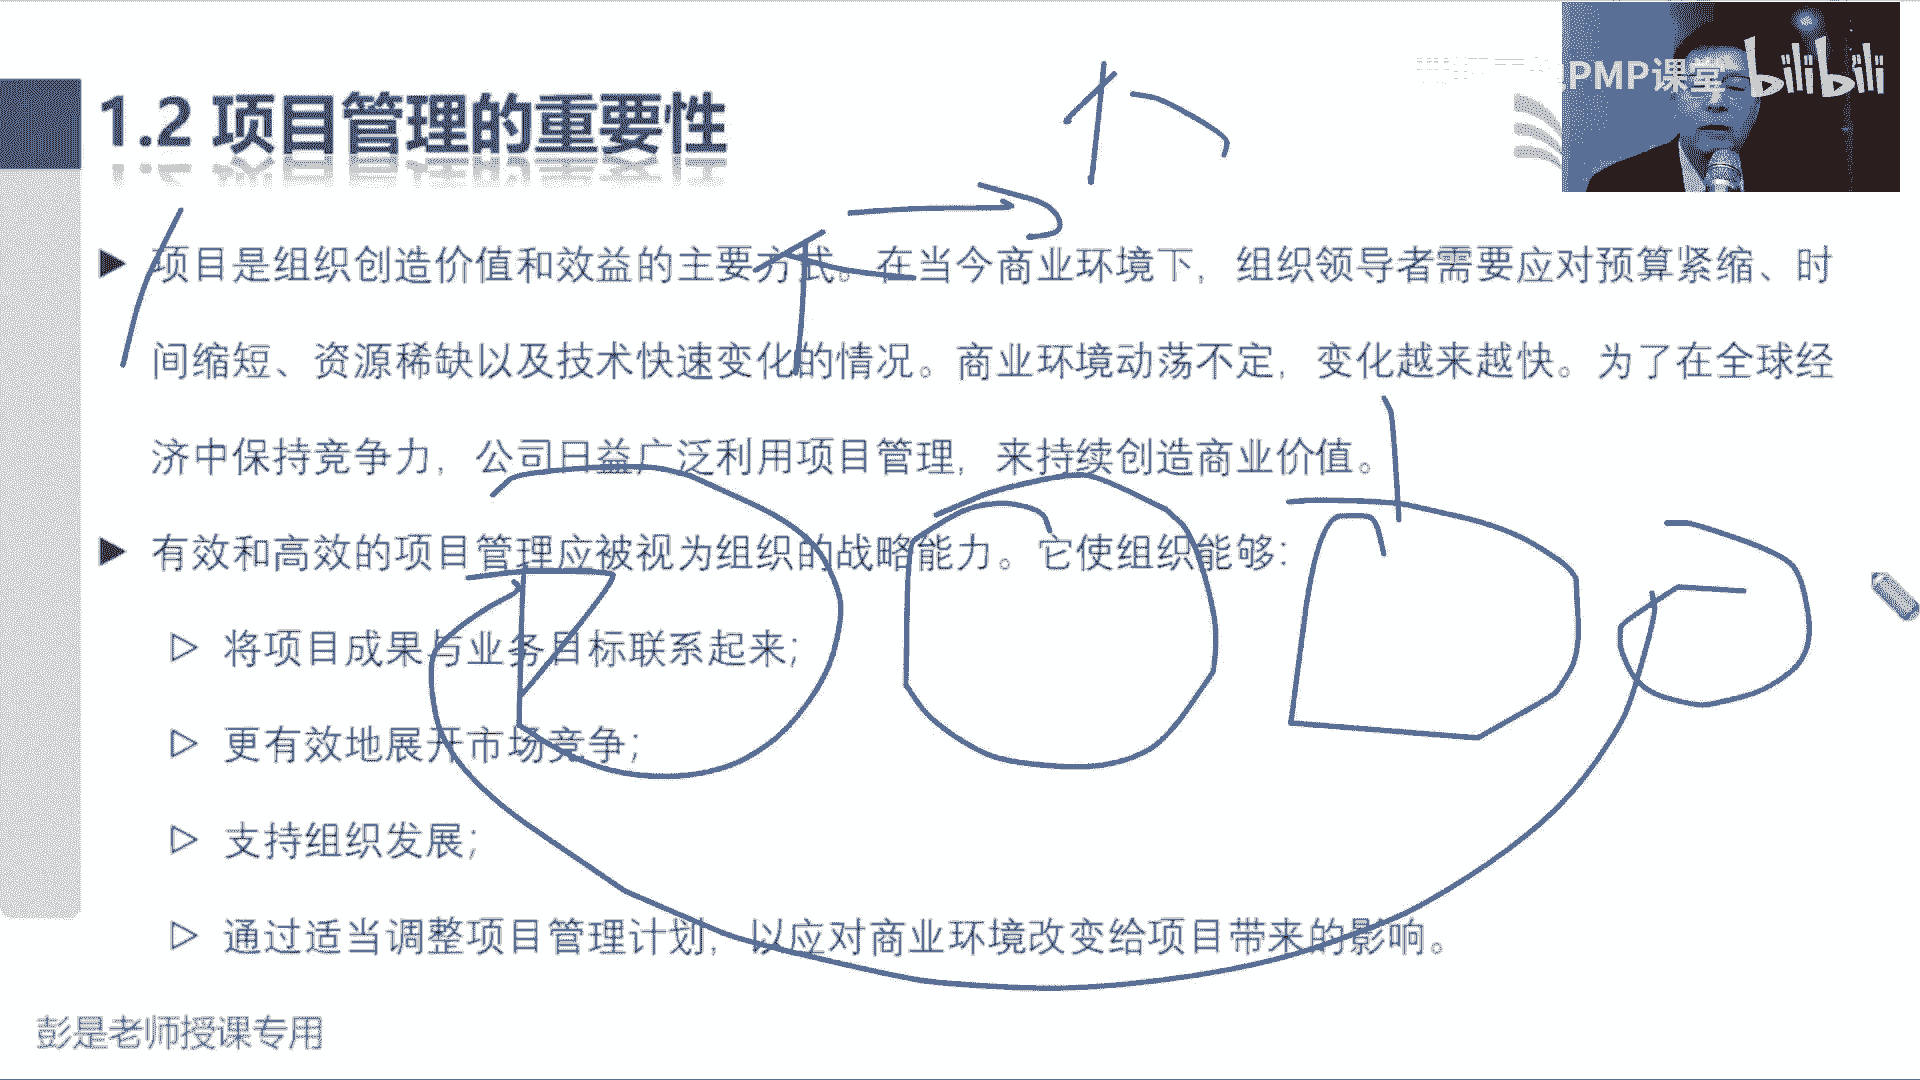 PMP课堂 bilibili
1.2 项目管理的重要性
项目是组织创造价值和效益的主要方式。在当今商业环境下，组织领导者需要应对预算紧缩、时
间缩短、资源稀缺以及技术快速变化的情况。商业环境动荡不定，变化越来越快。为了在全球经
济中保持竞争力，公司日益广泛利用项目管理，来持续创造商业价值。
有效和高效的项目管理应被视为组织的战略能力。它使组织能够：
将项目成果与业务目标联系起来；
更有效地展开市场竞争；
支持组织发展；
通过适当调整项目管理计划，以应对商业环境改变给项目带来的影响。
彭是老师授课专用